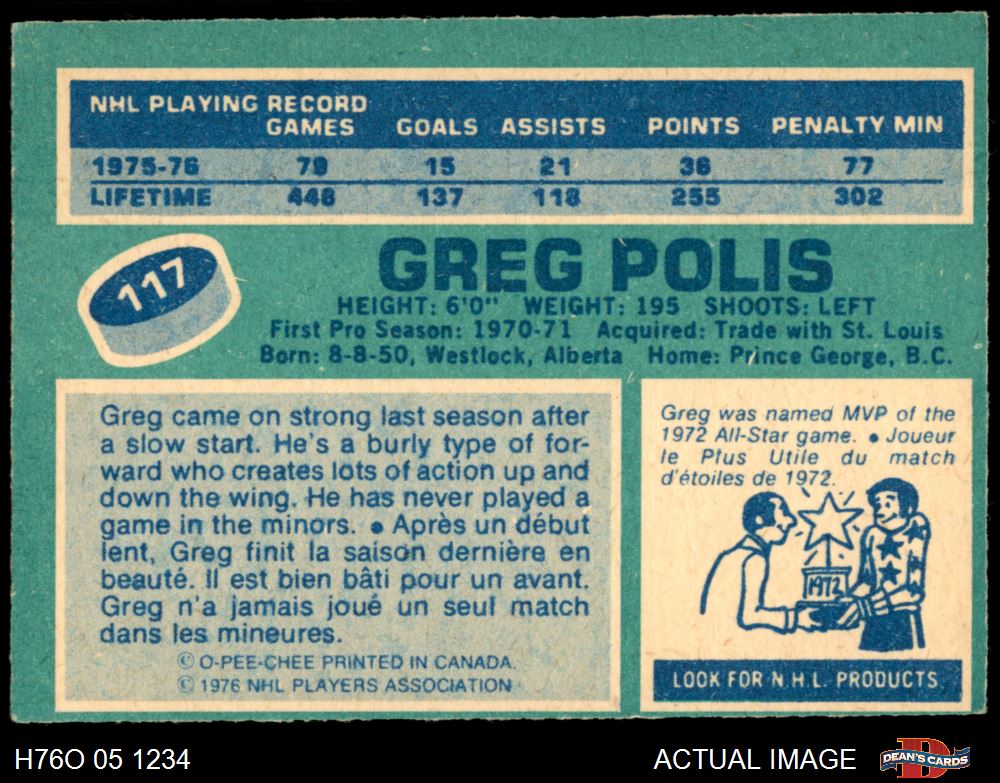 NHL PLAYING RECORD
GAMES GOALS ASSISTS POINTS PENALTY MIN
1975-76 79 15 21 36 77
LIFETIME 448 137 118 255 302
117
GREG POLIS
HEIGHT: 6'0" WEIGHT: 195 SHOOTS: LEFT
First Pro Season: 1970-71 Acquired: Trade with St. Louis
Born: 8-8-50, Westlock, Alberta Home: Prince George, B.C.
Greg came on strong last season after
a slow start. He's a burly type of for-
ward who creates lots of action up and
down the wing. He has never played a
game in the minors. • Après un début
lent, Greg finit la saison dernière en
beauté. Il est bien bâti pour un avant.
Greg n'a jamais joué un seul match
dans les mineures.
© O-PEE-CHEE PRINTED IN CANADA.
© 1976 NHL PLAYERS ASSOCIATION
Greg was named MVP of the
1972 All-Star game. • Joueur
le Plus Utile du match
d'étoiles de 1972.
1972
LOOK FOR N.H.L. PRODUCTS
H76O 05 1234
ACTUAL IMAGE
DEAN'S CARDS